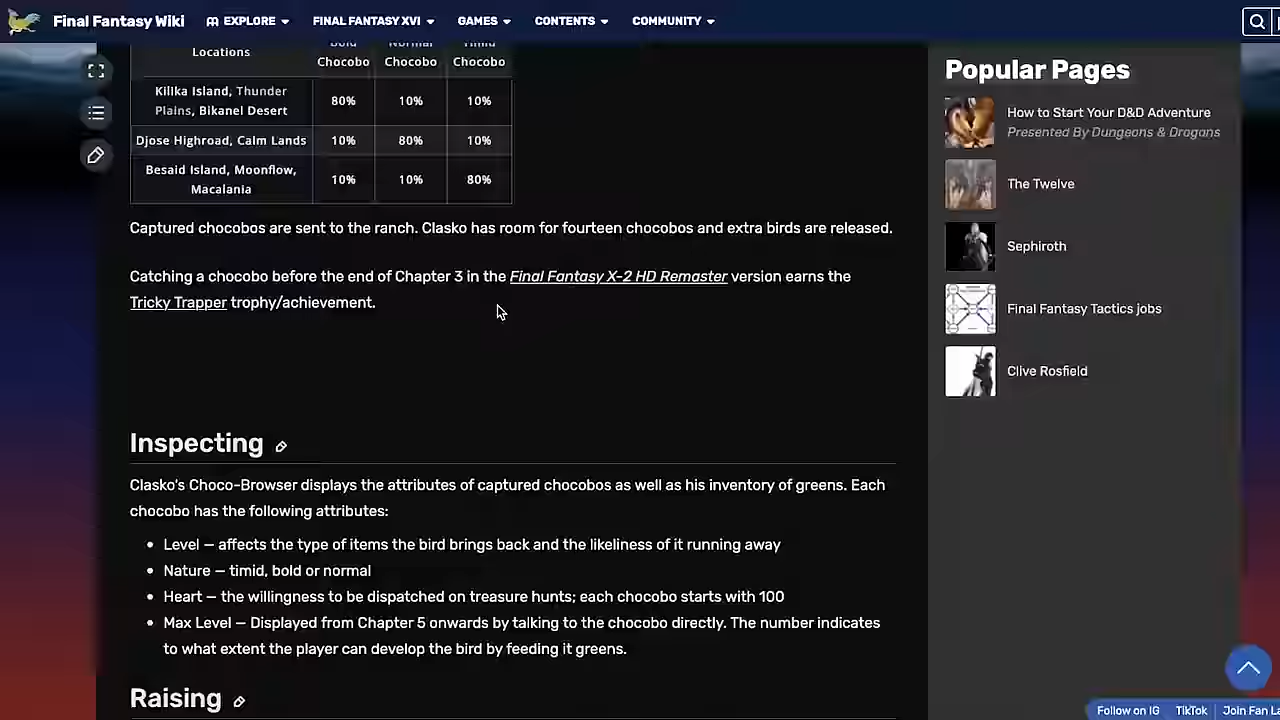 Final Fantasy Wiki
EXPLORE
FINAL FANTASY XVI
GAMES
CONTENTS
COMMUNITY
Locations
Bold Chocobo
Normal Chocobo
Timid Chocobo
Killka Island, Thunder
Plains, Bikanel Desert
80%
10%
10%
Djose Highroad, Calm Lands
10%
80%
10%
Besaid Island, Moonflow,
Macalania
10%
10%
80%
Captured chocobos are sent to the ranch. Clasko has room for fourteen chocobos and extra birds are released.
Catching a chocobo before the end of Chapter 3 in the Final Fantasy X-2 HD Remaster version earns the
Tricky Trapper trophy/achievement.
Inspecting
Clasko's Choco-Browser displays the attributes of captured chocobos as well as his inventory of greens. Each
chocobo has the following attributes:
• Level — affects the type of items the bird brings back and the likeliness of it running away
• Nature — timid, bold or normal
• Heart — the willingness to be dispatched on treasure hunts; each chocobo starts with 100
• Max Level — Displayed from Chapter 5 onwards by talking to the chocobo directly. The number indicates
to what extent the player can develop the bird by feeding it greens.
Raising
Popular Pages
How to Start Your D&D Adventure
Presented By Dungeons & Dragons
The Twelve
Sephiroth
Final Fantasy Tactics jobs
Clive Rosfield
Follow on IG
TikTok
Join Fan La